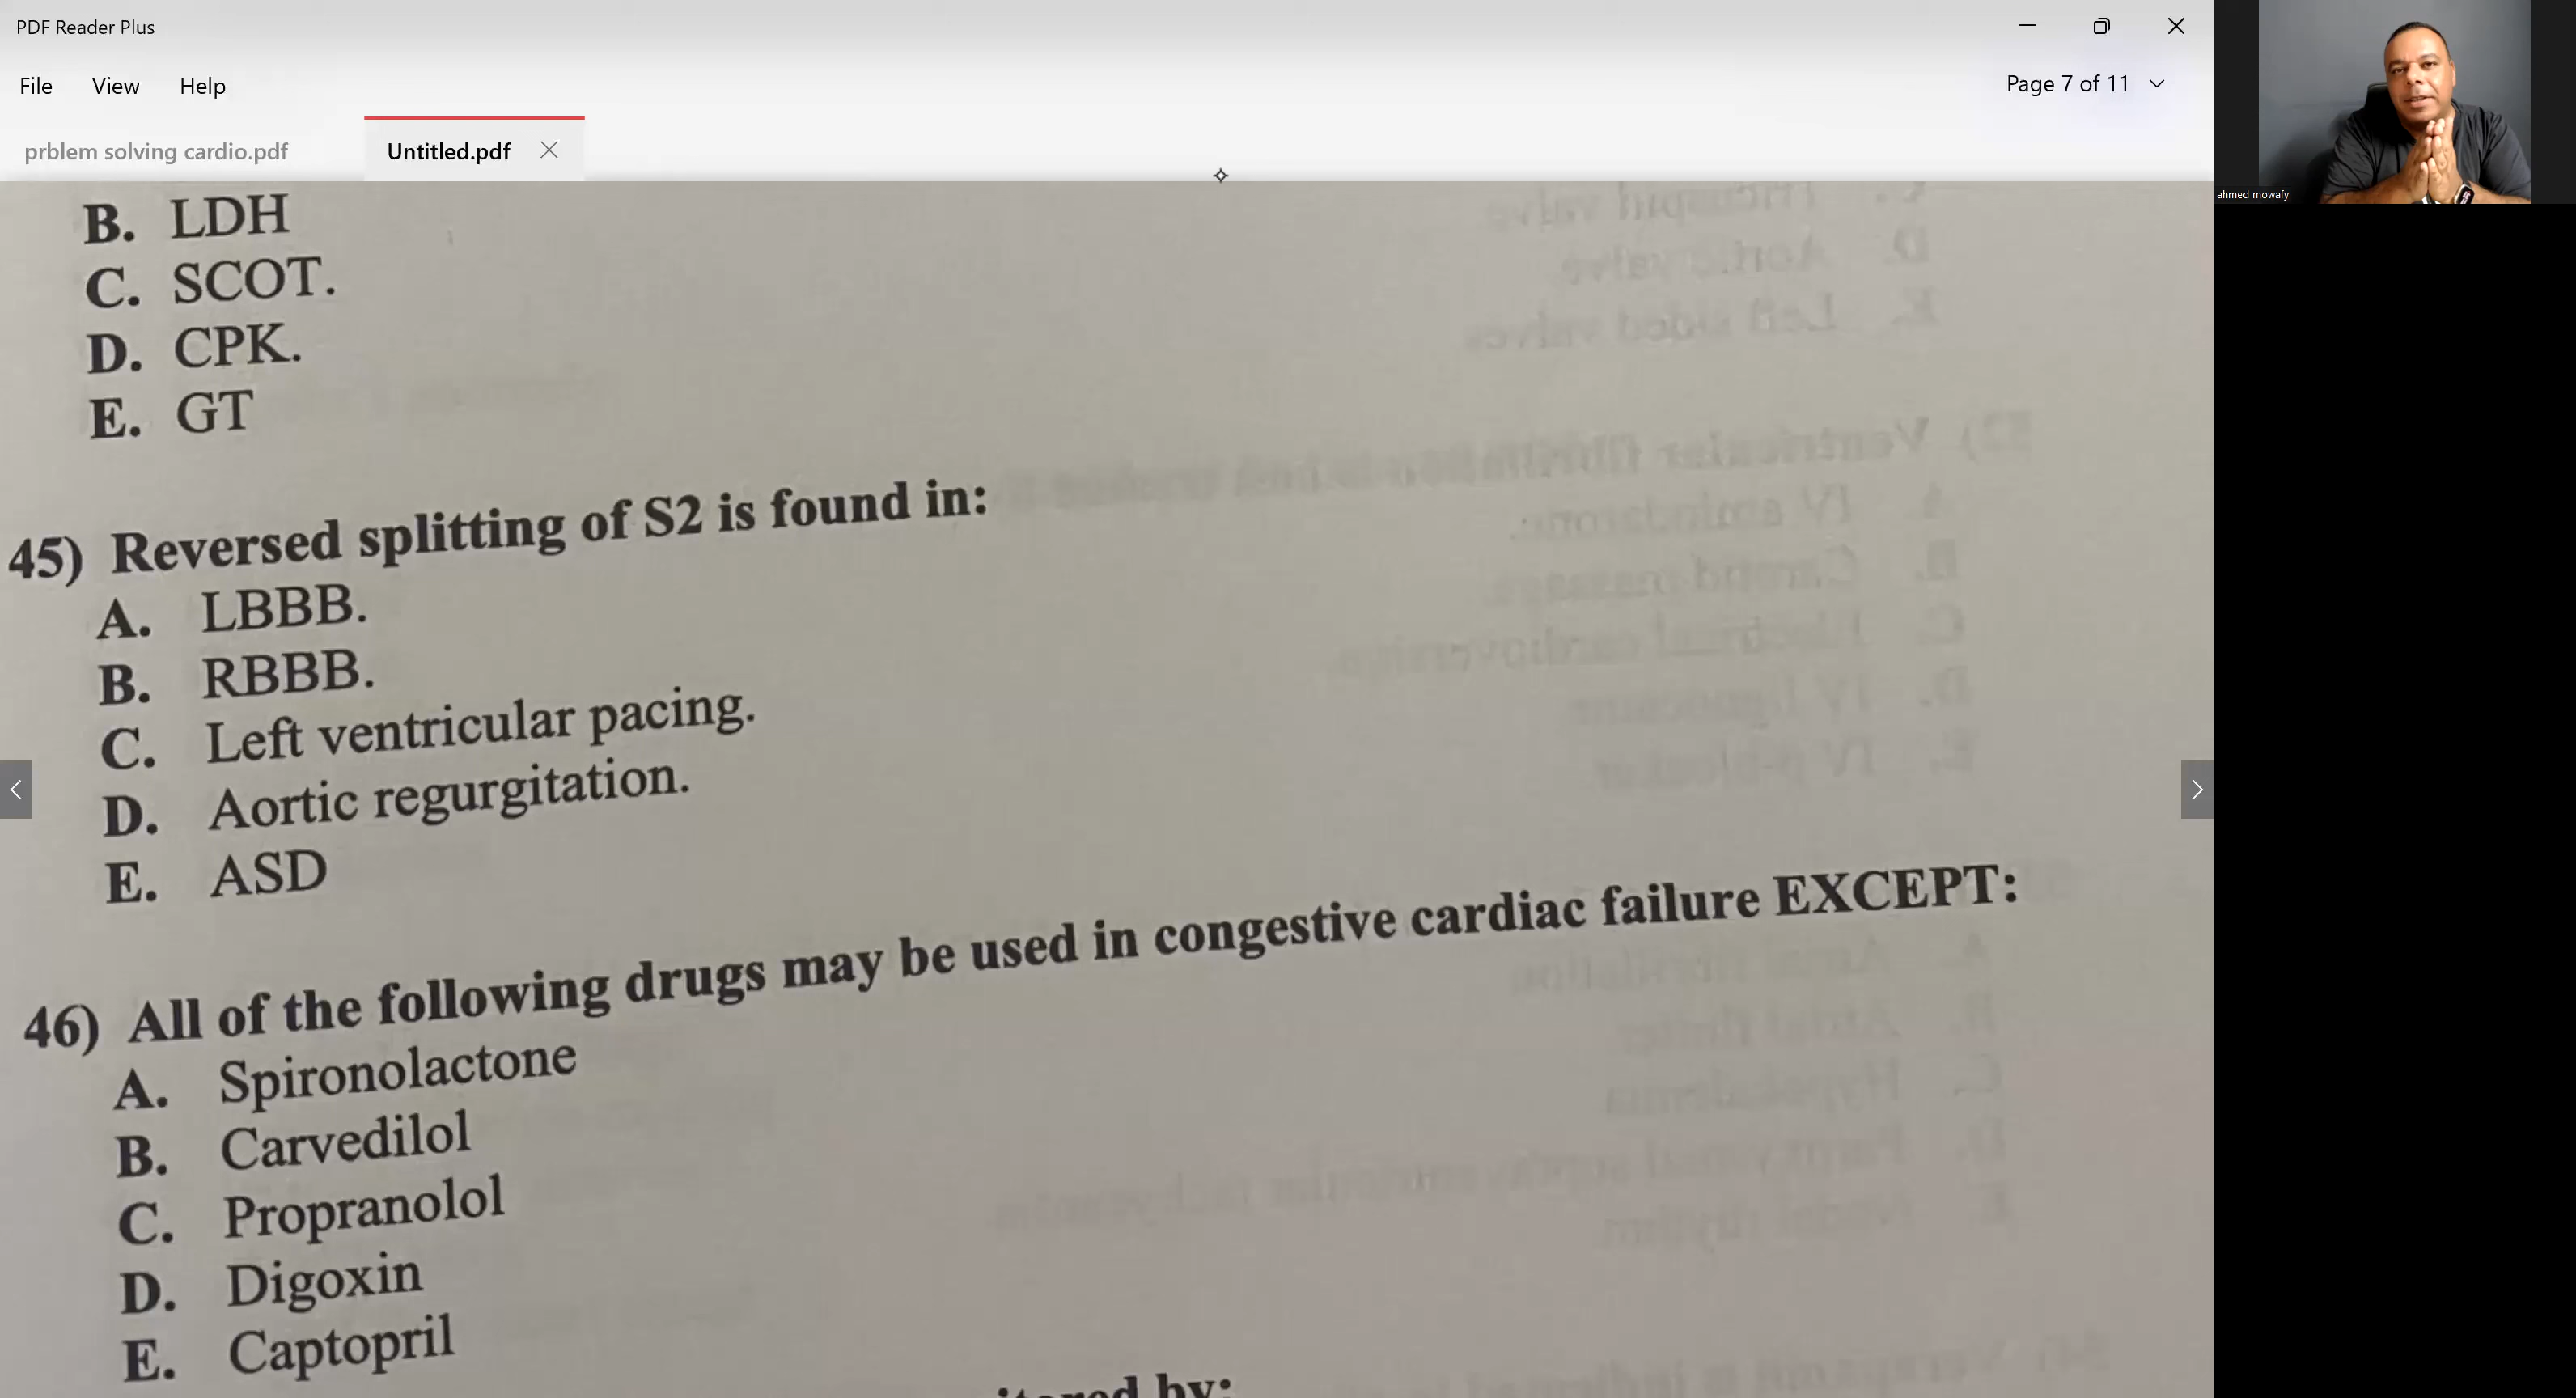 PDF Reader Plus
File View Help
Page 7 of 11
prblem solving cardio.pdf
Untitled.pdf
ahmed mowafy
B. LDH
C. SCOT.
D. CPK.
E. GT
45) Reversed splitting of S2 is found in:
A. LBBB.
B. RBBB.
C. Left ventricular pacing.
D. Aortic regurgitation.
E. ASD
46) All of the following drugs may be used in congestive cardiac failure EXCEPT:
A. Spironolactone
B. Carvedilol
C. Propranolol
D. Digoxin
E. Captopril
by: